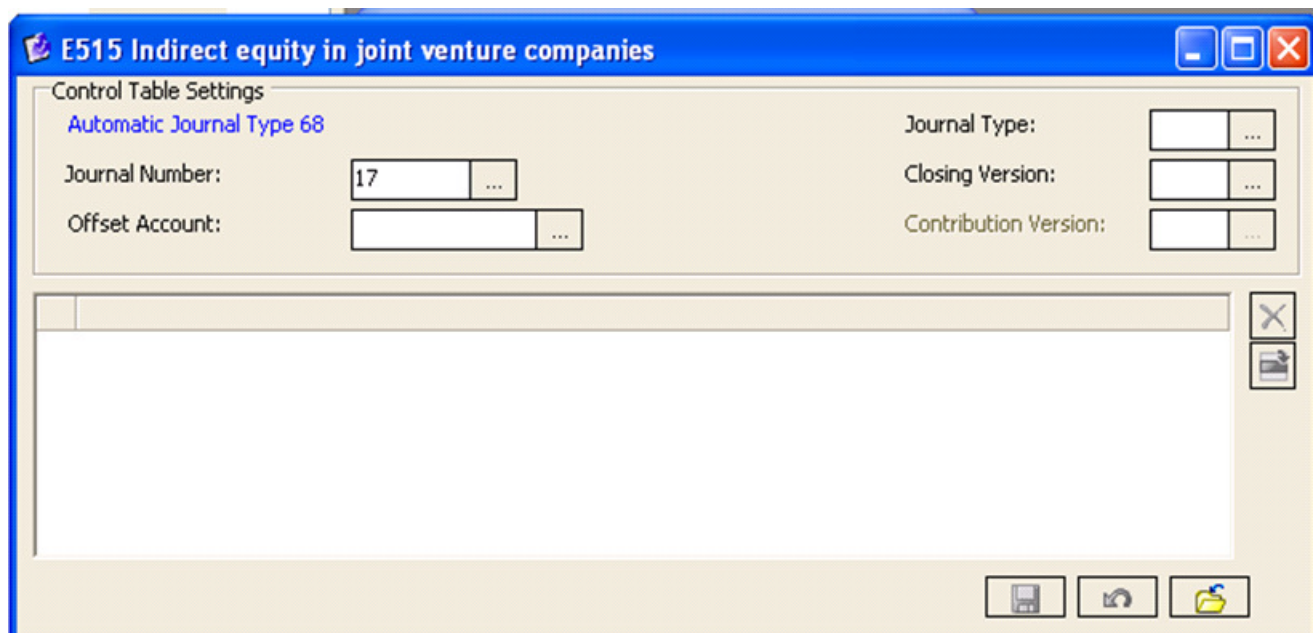 E515 Indirect equity in joint venture companies
Control Table Settings
Automatic Journal Type 68
Journal Type: ...
Journal Number: 17 ...
Closing Version: ...
Offset Account: ...
Contribution Version: ...